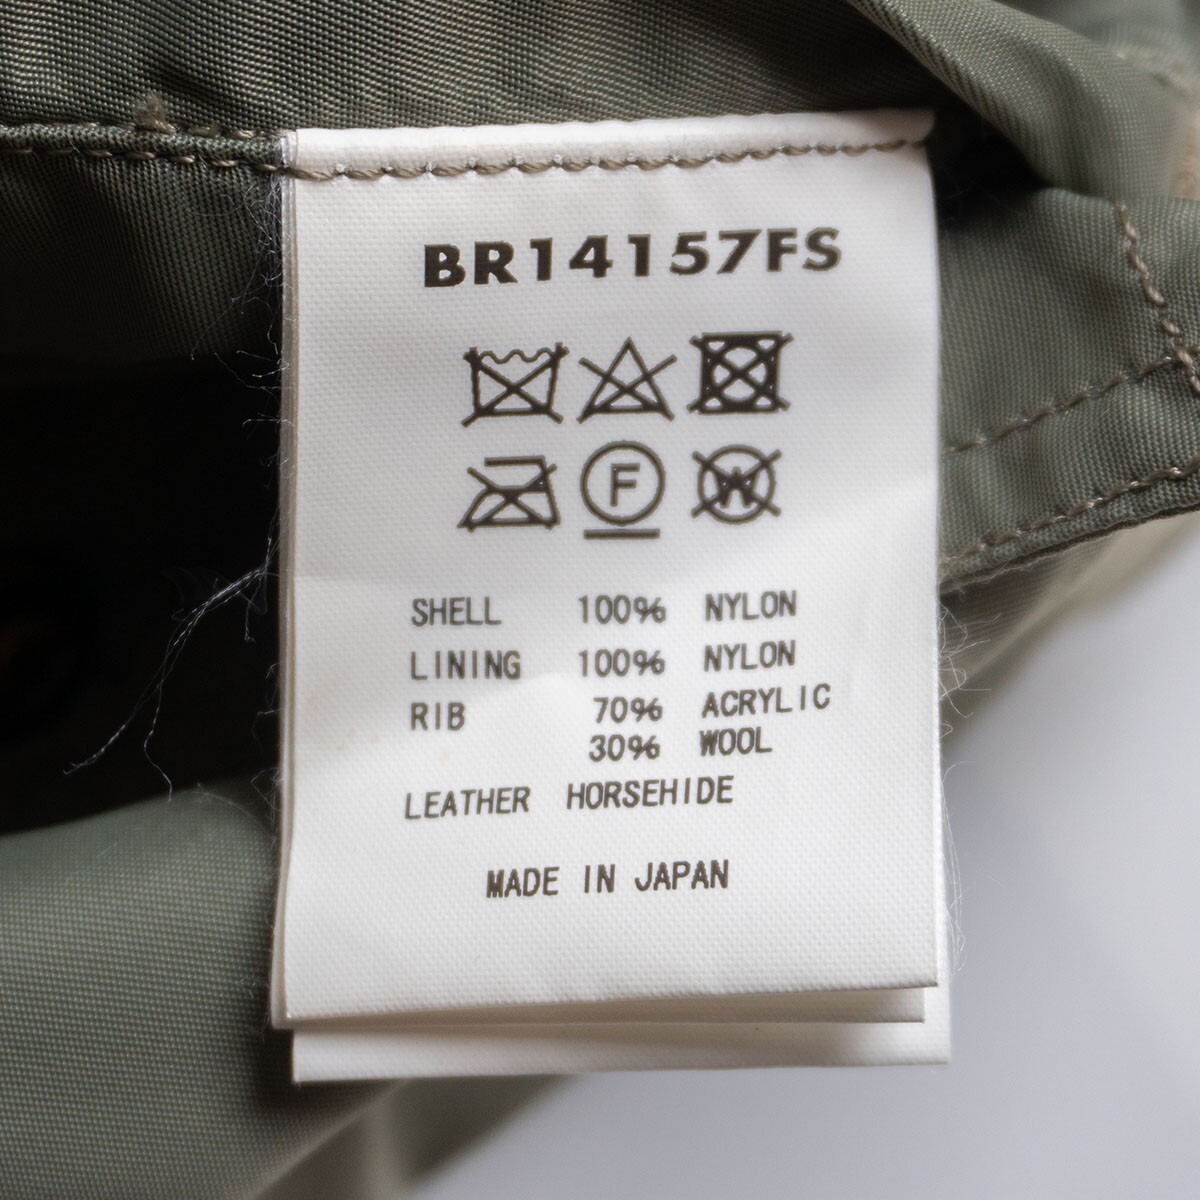 BR14157FS
F W
SHELL 100% NYLON
LINING 100% NYLON
RIB 70% ACRYLIC
30% WOOL
LEATHER HORSEHIDE
MADE IN JAPAN